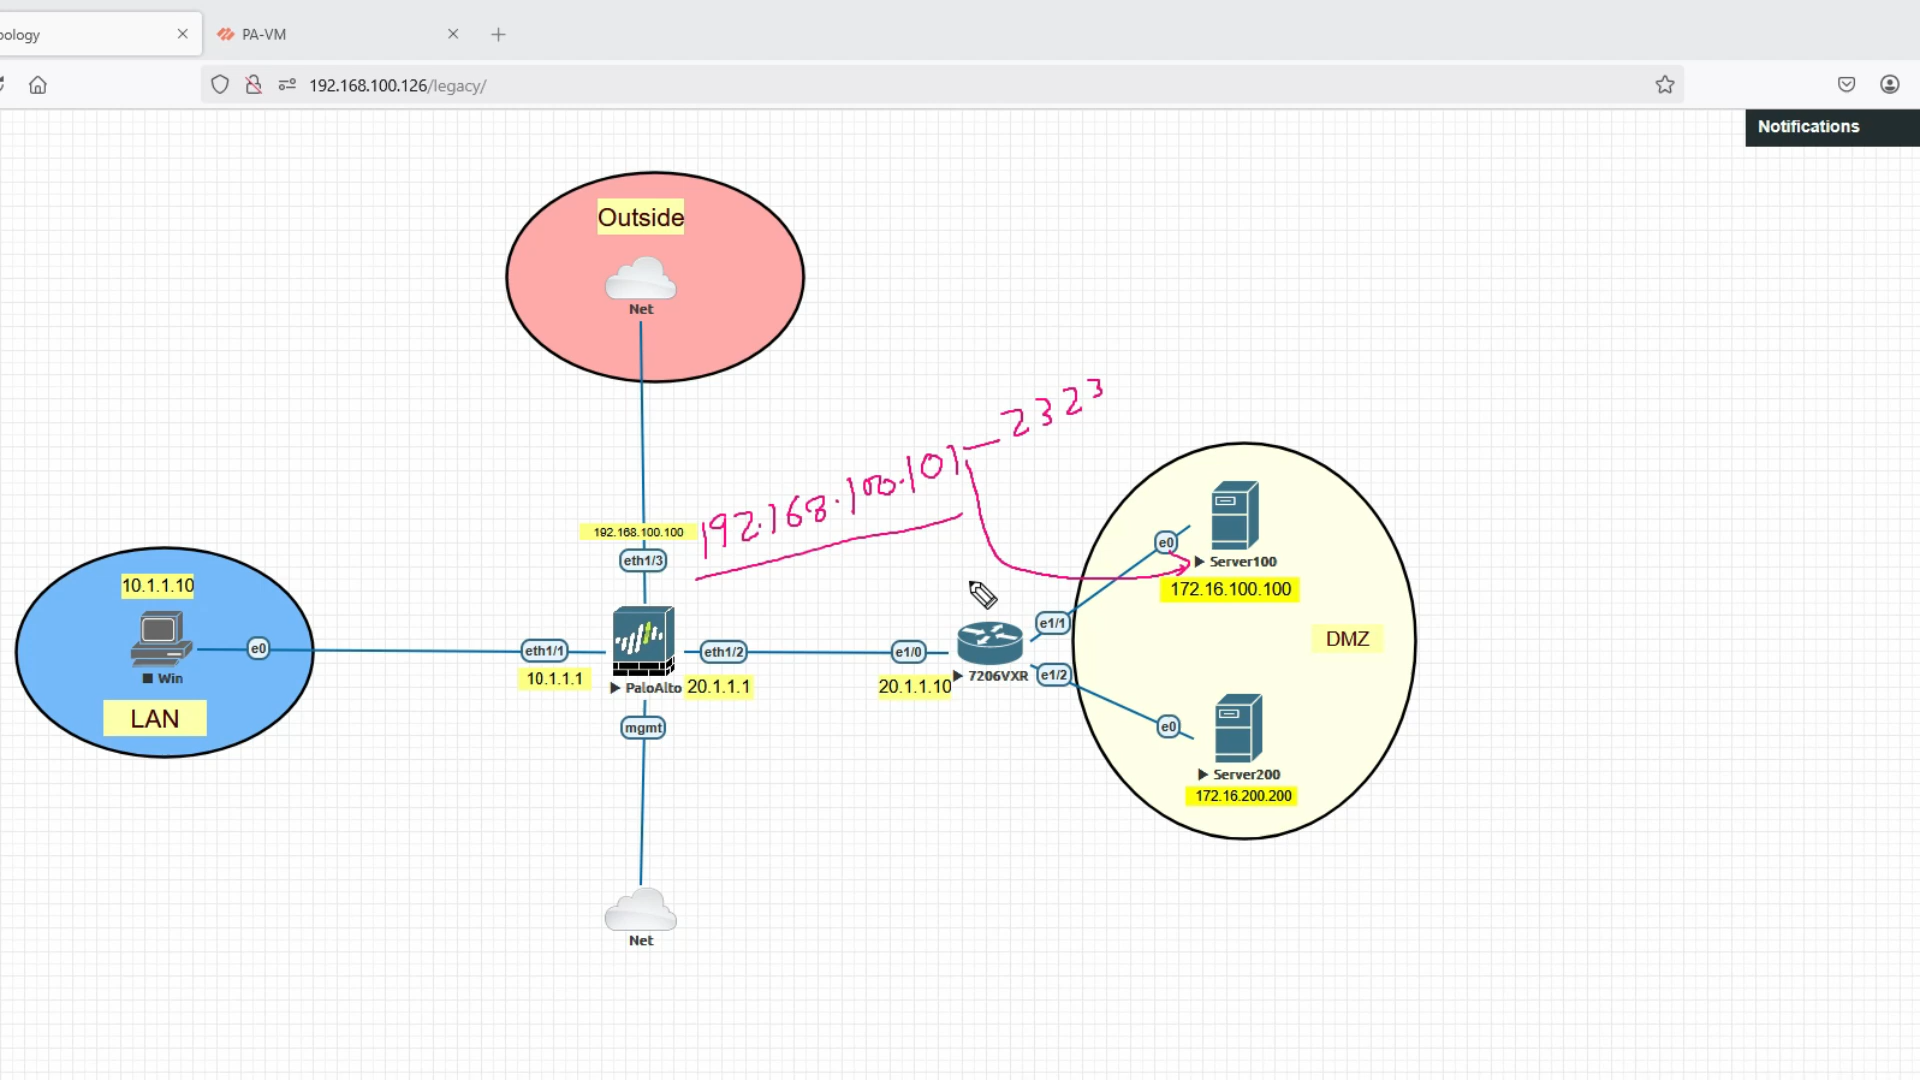 pology
PA-VM
192.168.100.126/legacy/
Notifications
Outside
Net
192.168.100.101 — 2323
192.168.100.100
eth1/3
e0
Server100
172.16.100.100
10.1.1.10
e0
Win
LAN
eth1/1
10.1.1.1
PaloAlto
eth1/2
20.1.1.1
e1/0
20.1.1.10
7206VXR
e1/1
e1/2
DMZ
mgmt
e0
Server200
172.16.200.200
Net